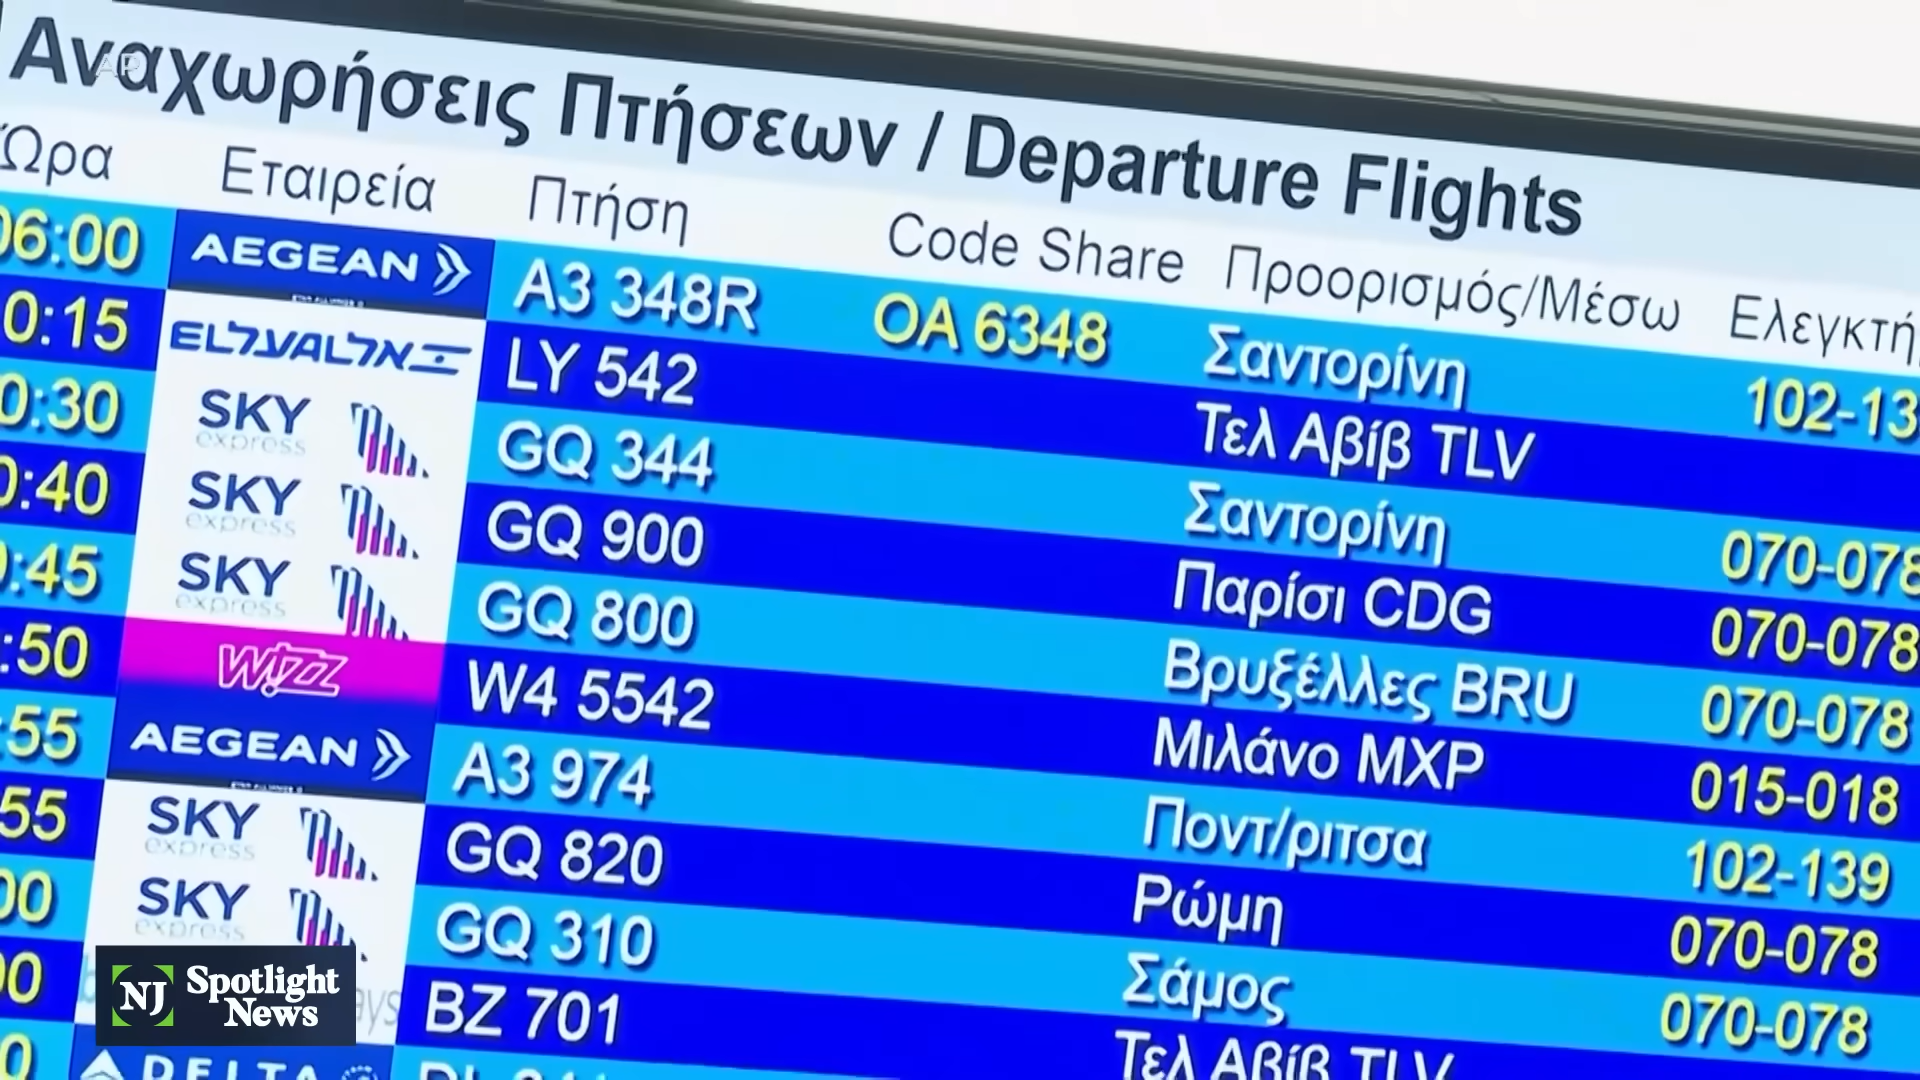 AP
Αναχωρήσεις Πτήσεων / Departure Flights
Ώρα Εταιρεία Πτήση Code Share Προορισμός/Μέσω Ελεγκτή
06:00 AEGEAN A3 348R OA 6348 Σαντορίνη 102-13
0:15 ELAL אל על LY 542 Τελ Αβίβ TLV
0:30 SKY express GQ 344 Σαντορίνη 070-078
0:40 SKY express GQ 900 Παρίσι CDG 070-078
:45 SKY express GQ 800 Βρυξέλλες BRU 070-078
:50 WIZZ W4 5542 Μιλάνο MXP 015-018
:55 AEGEAN A3 974 Ποντ/ριτσα 102-139
55 SKY express GQ 820 Ρώμη 070-078
00 SKY express GQ 310 Σάμος 070-078
00 BZ 701 Τελ Αβίβ TLV
DELTA
NJ Spotlight News